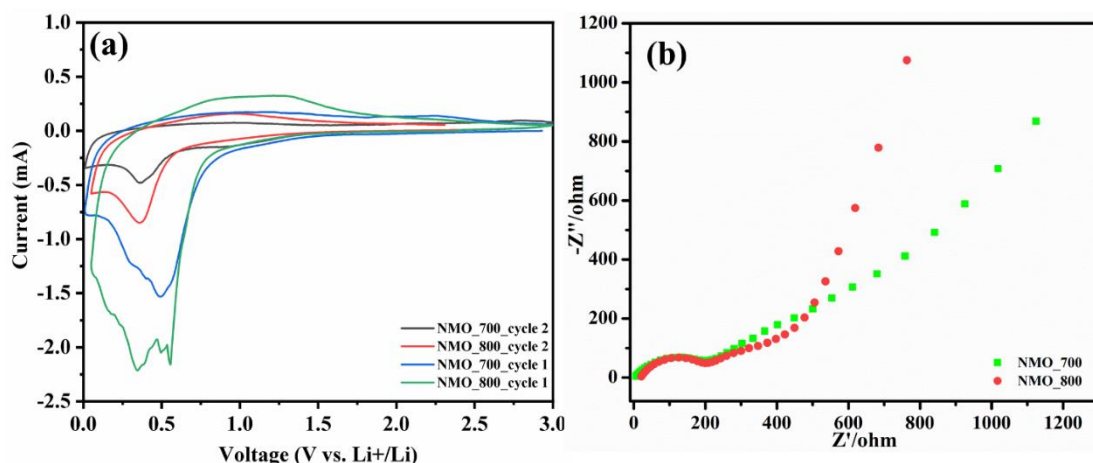 (a)
1.0
0.5
0.0
-0.5
-1.0
-1.5
-2.0
-2.5
Current (mA)
0.0 0.5 1.0 1.5 2.0 2.5 3.0
Voltage (V vs. Li+/Li)
NMO_700_cycle 2
NMO_800_cycle 2
NMO_700_cycle 1
NMO_800_cycle 1
(b)
1200
1000
800
600
400
200
0
-Z"/ohm
0 200 400 600 800 1000 1200
Z'/ohm
NMO_700
NMO_800